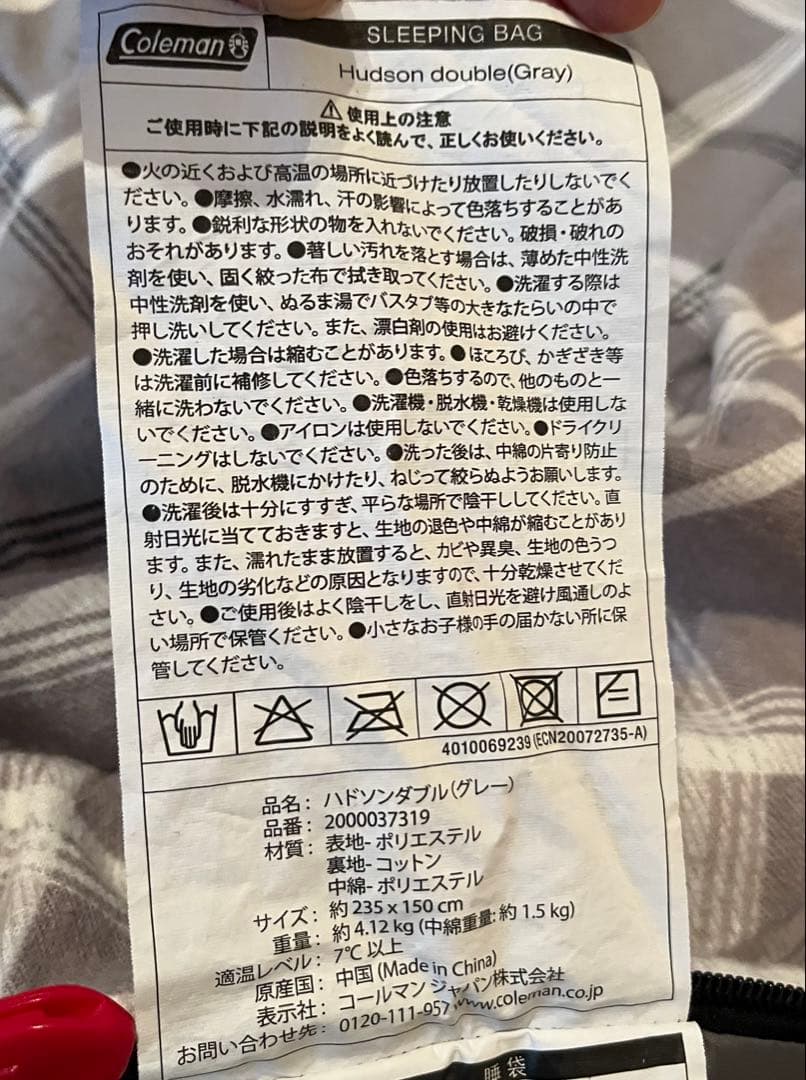 Coleman
SLEEPING BAG
Hudson double(Gray)
⚠使用上の注意
ご使用時に下記の説明をよく読んで、正しくお使いください。
●火の近くおよび高温の場所に近づけたり放置したりしないでく
ださい。●摩擦、水濡れ、汗の影響によって色落ちすることがあ
ります。●鋭利な形状の物を入れないでください。破損・破れの
おそれがあります。●著しい汚れを落とす場合は、薄めた中性洗
剤を使い、固く絞った布で拭き取ってください。●洗濯する際は
中性洗剤を使い、ぬるま湯でバスタブ等の大きなたらいの中で
押し洗いしてください。また、漂白剤の使用はお避けください。
●洗濯した場合は縮むことがあります。●ほころび、かぎざき等
は洗濯前に補修してください。●色落ちするので、他のものと一
緒に洗わないでください。●洗濯機・脱水機・乾燥機は使用しな
いでください。●アイロンは使用しないでください。●ドライクリ
ーニングはしないでください。●洗った後は、中綿の片寄り防止
のために、脱水機にかけたり、ねじって絞らぬようお願いします。
●洗濯後は十分にすすぎ、平らな場所で陰干ししてください。直
射日光に当てておきますと、生地の退色や中綿が縮むことがあり
ます。また、濡れたまま放置すると、カビや異臭、生地の色うつ
り、生地の劣化などの原因となりますので、十分乾燥させてくだ
さい。●ご使用後はよく陰干しをし、直射日光を避け風通しのよ
い場所で保管ください。●小さなお子様の手の届かない所に保
管してください。
4010069239(ECN20072735-A)
品名：ハドソンダブル(グレー)
品番：2000037319
材質：表地- ポリエステル
裏地- コットン
中綿- ポリエステル
サイズ：約 235 x 150 cm
重量：約 4.12 kg (中綿重量: 約 1.5 kg)
適温レベル：7℃ 以上
原産国：中国 (Made in China)
表示社：コールマン ジャパン株式会社
お問い合わせ先：0120-111-957 www.coleman.co.jp
睡袋